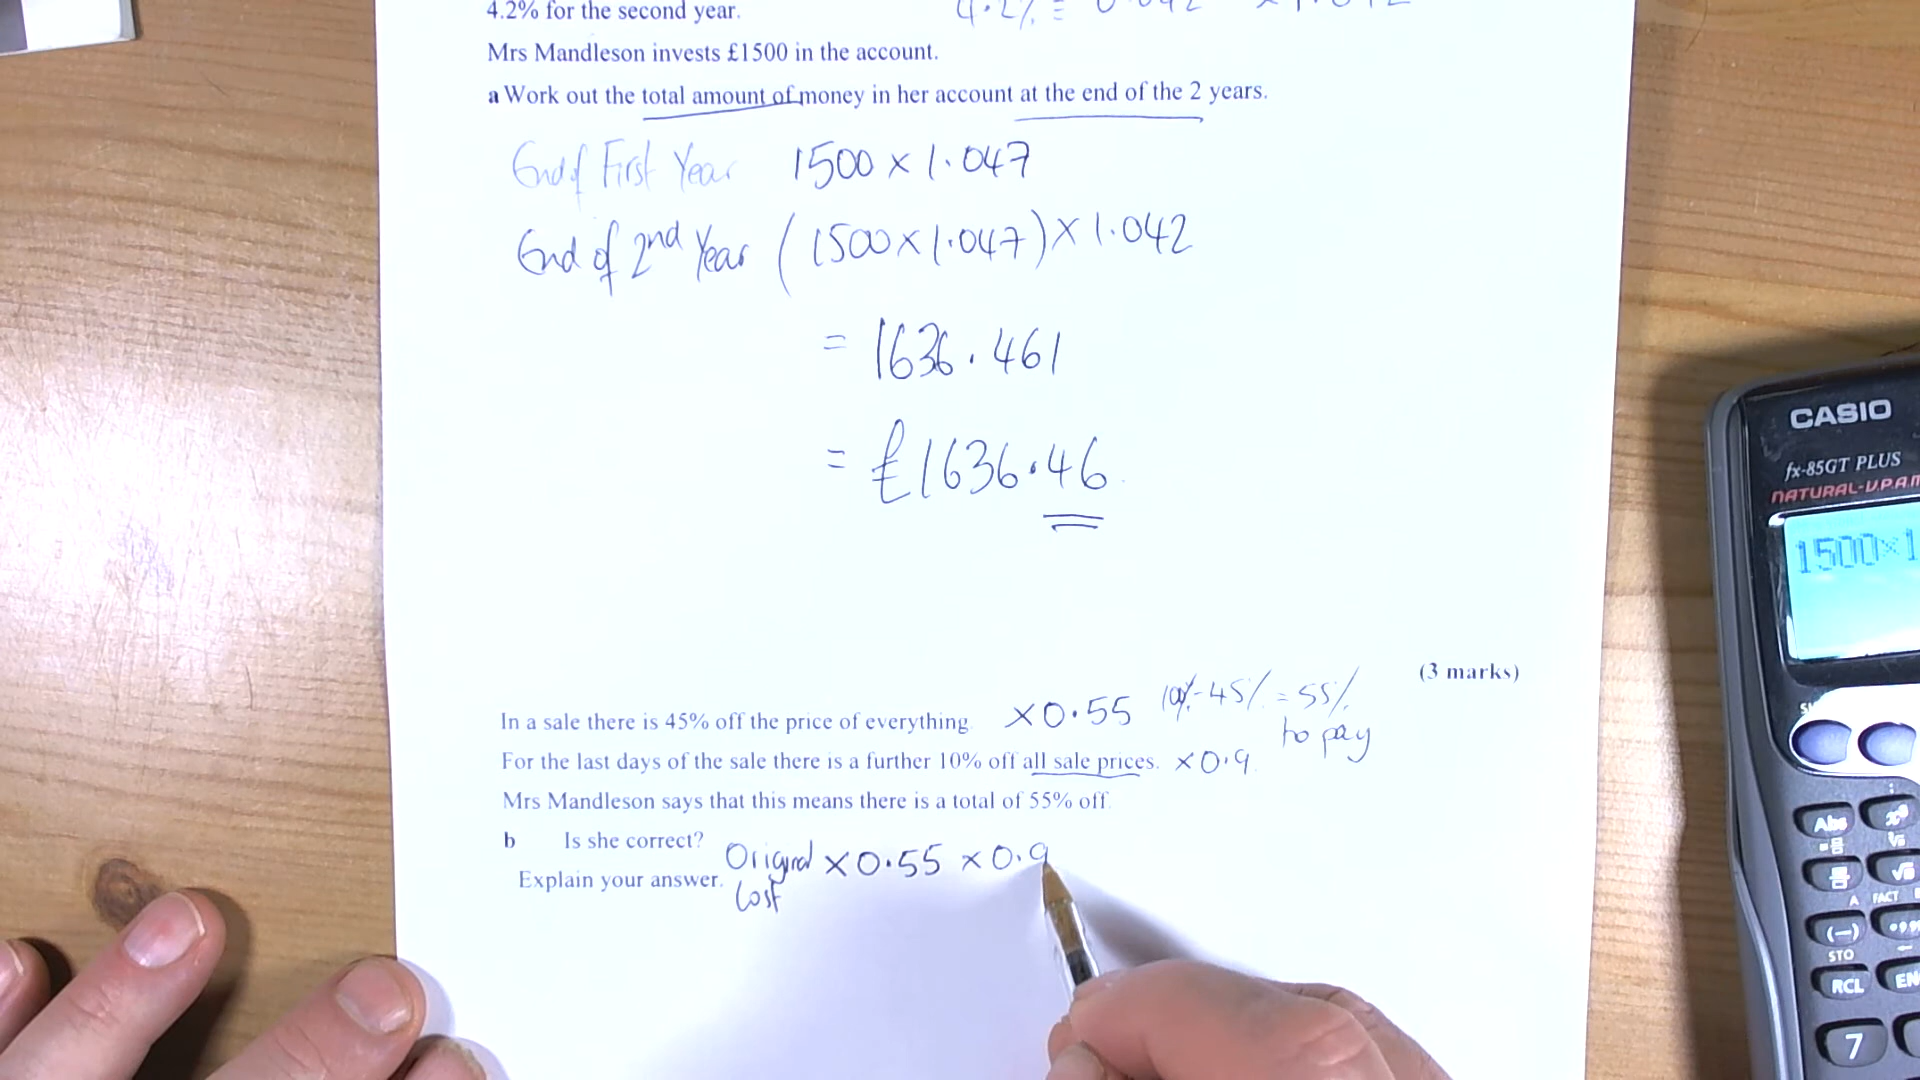 4.2% for the second year. 4.2% = 0.042 ×1.042
Mrs Mandleson invests £1500 in the account.
a Work out the total amount of money in her account at the end of the 2 years.
End of First Year 1500 × 1.047
End of 2nd Year (1500×1.047)×1.042
= 1636.461
= £1636.46
(3 marks)
In a sale there is 45% off the price of everything. ×0.55 100%-45% = 55%
to pay
For the last days of the sale there is a further 10% off all sale prices. ×0.9
Mrs Mandleson says that this means there is a total of 55% off.
b Is she correct?
Original ×0.55 ×0.9
Explain your answer.
Cost
CASIO
fx-85GT PLUS
NATURAL-V.P.A.M
1500×1
Abs
(-)
STO
RCL
7
FACT
A